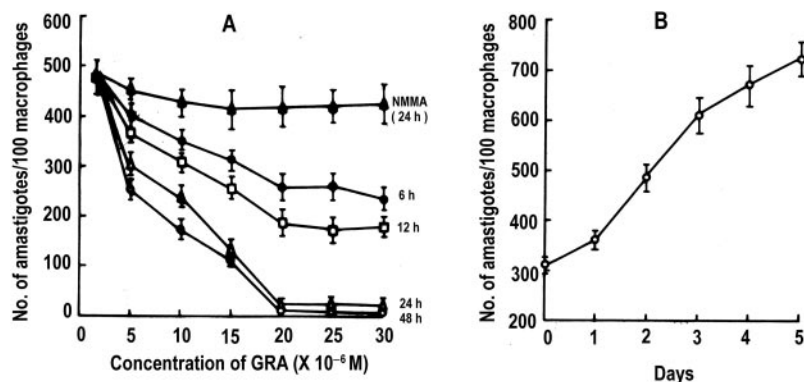 A
No. of amastigotes/100 macrophages
600
500
400
300
200
100
0
5
10
15
20
25
30
NMMA
( 24 h )
6 h
12 h
24 h
48 h
Concentration of GRA (X 10⁻⁶ M)
B
No. of amastigotes/100 macrophages
800
700
600
500
400
300
200
0
1
2
3
4
5
Days